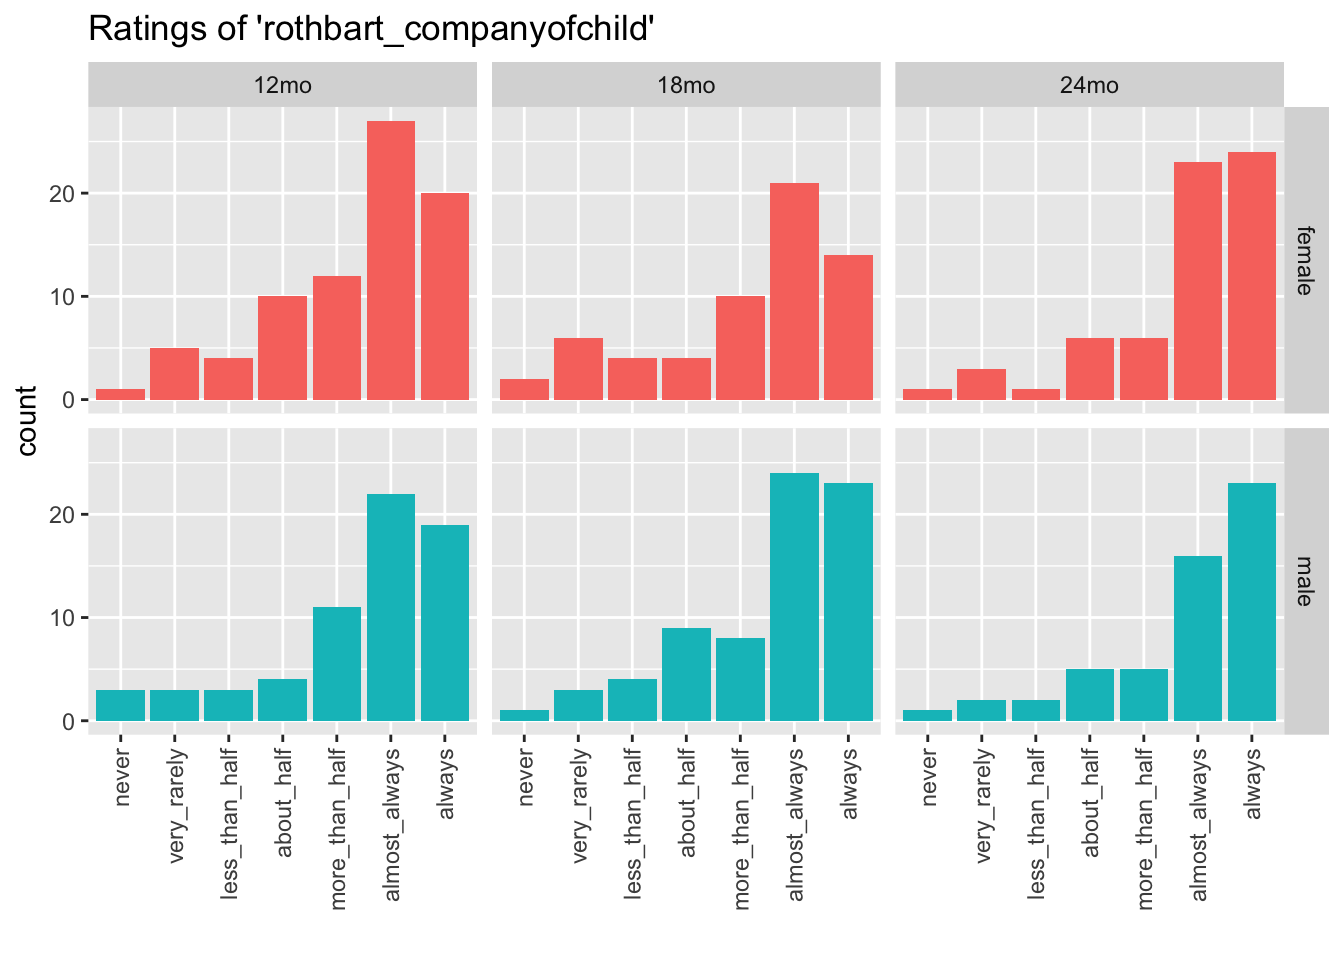 Ratings of 'rothbart_companyofchild'
12mo
18mo
24mo
count
20
10
0
female
20
10
0
male
never
very_rarely
less_than_half
about_half
more_than_half
almost_always
always
never
very_rarely
less_than_half
about_half
more_than_half
almost_always
always
never
very_rarely
less_than_half
about_half
more_than_half
almost_always
always